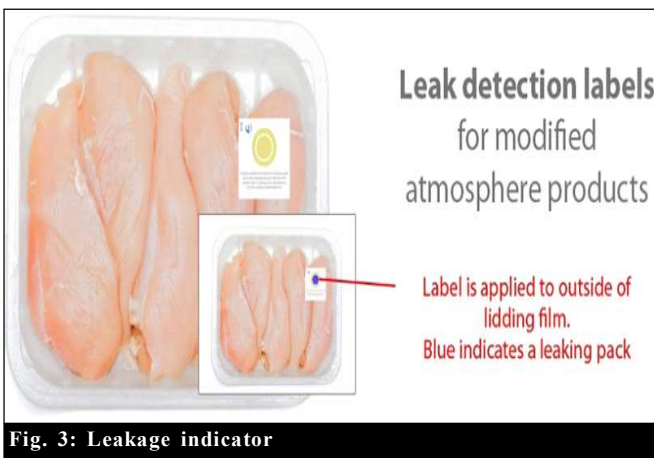 Leak detection labels
for modified
atmosphere products
Label is applied to outside of
lidding film.
Blue indicates a leaking pack
Fig. 3: Leakage indicator